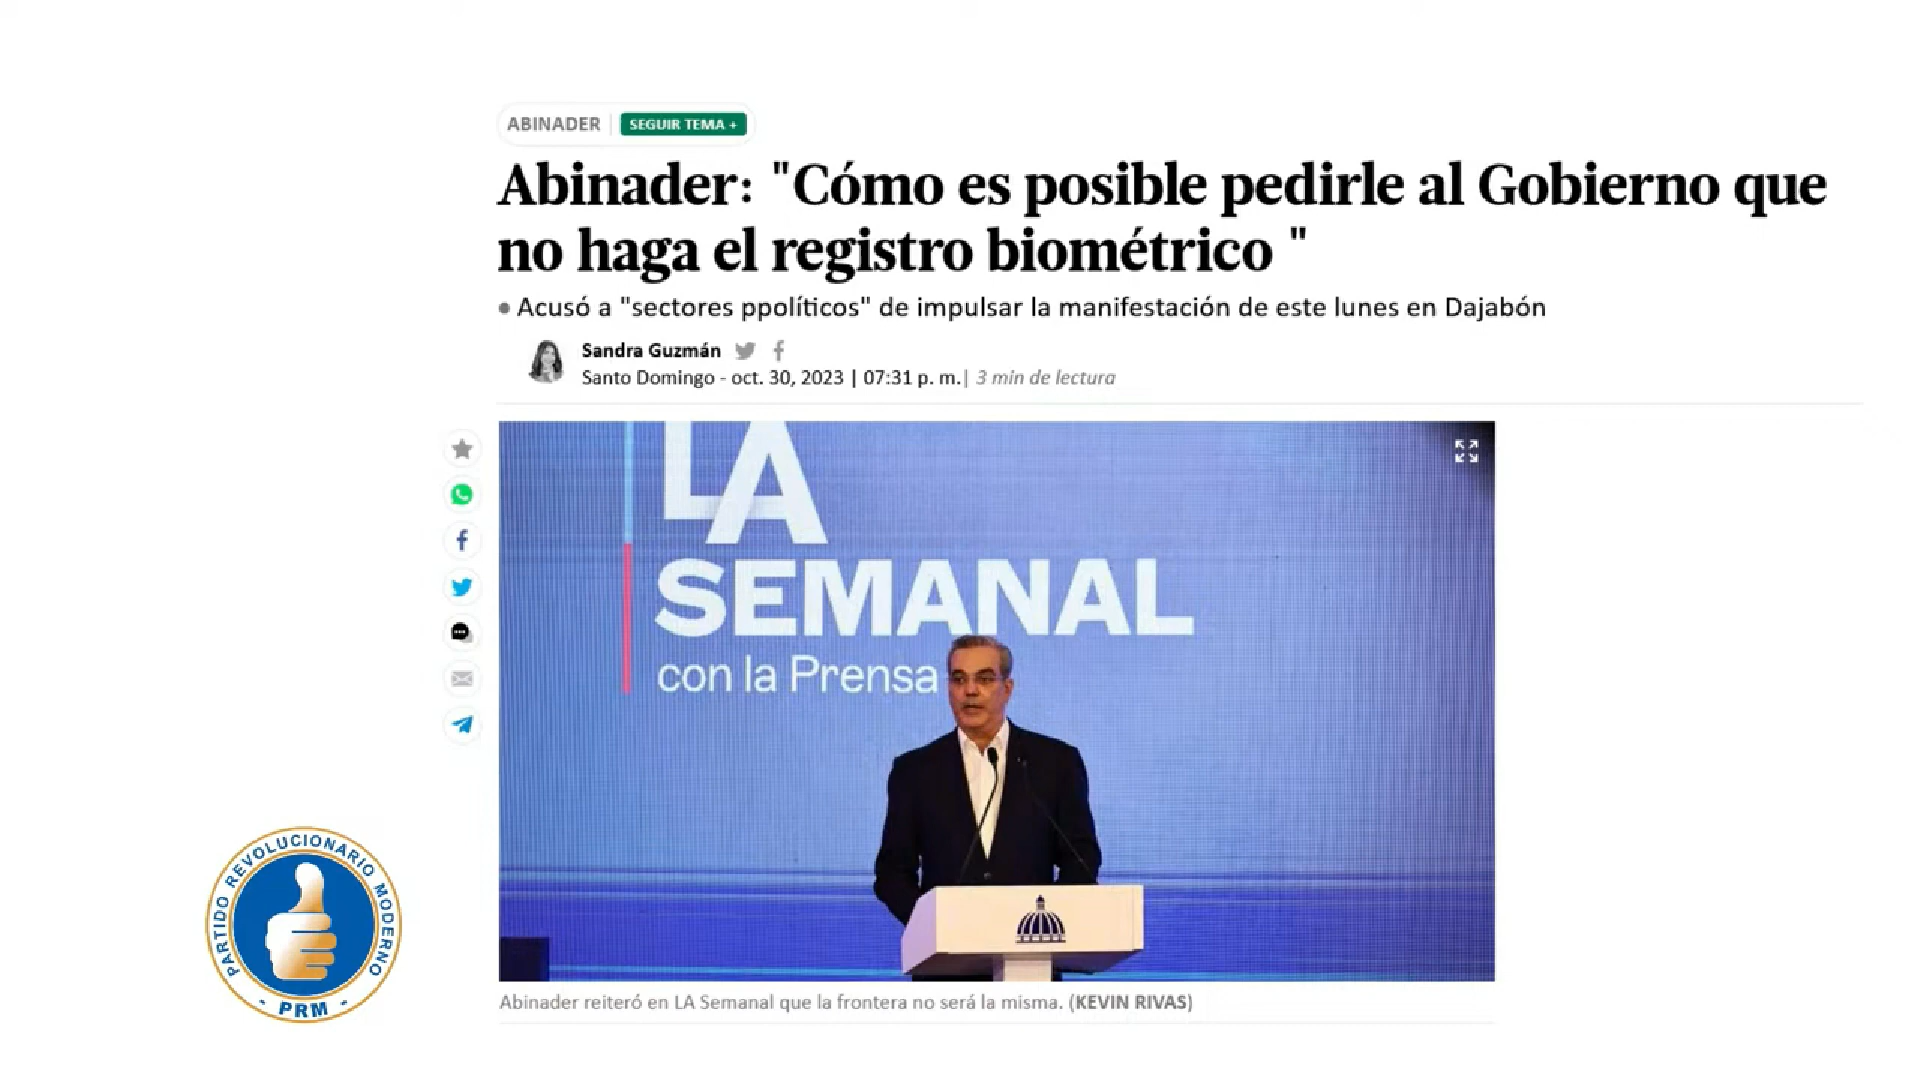 ABINADER
SEGUIR TEMA +
Abinader: "Cómo es posible pedirle al Gobierno que
no haga el registro biométrico "
Acusó a "sectores ppolíticos" de impulsar la manifestación de este lunes en Dajabón
Sandra Guzmán
Santo Domingo - oct. 30, 2023 | 07:31 p. m.| 3 min de lectura
LA
SEMANAL
con la Prensa
Abinader reiteró en LA Semanal que la frontera no será la misma. (KEVIN RIVAS)
PARTIDO REVOLUCIONARIO MODERNO
- PRM -